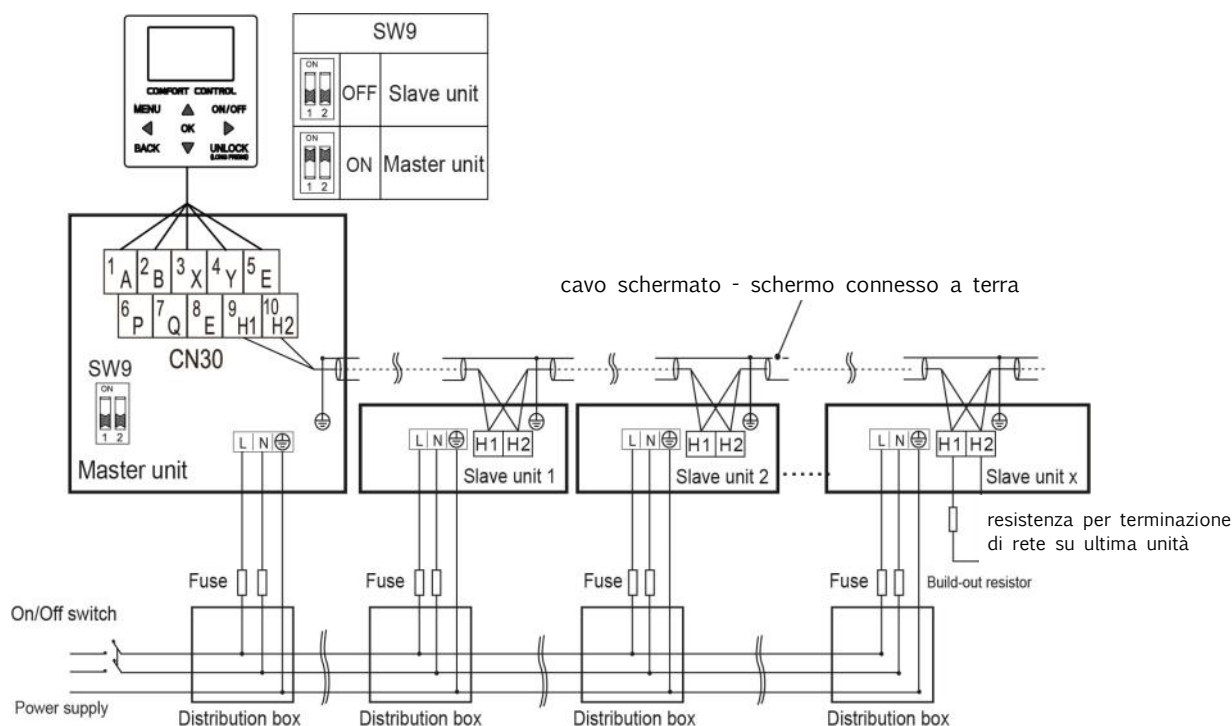 COMFORT CONTROL
MENU ON/OFF
OK
BACK UNLOCK
(LONG PRESS)
SW9
ON
1 2
OFF
Slave unit
ON
1 2
ON
Master unit
1 A 2 B 3 X 4 Y 5 E
6 P 7 Q 8 E 9 H1 10 H2
CN30
SW9
ON
1 2
L N
Master unit
cavo schermato - schermo connesso a terra
L N H1 H2
Slave unit 1
L N H1 H2
Slave unit 2
L N H1 H2
Slave unit x
resistenza per terminazione
di rete su ultima unità
Build-out resistor
Fuse
Fuse
Fuse
Fuse
On/Off switch
Power supply
Distribution box
Distribution box
Distribution box
Distribution box